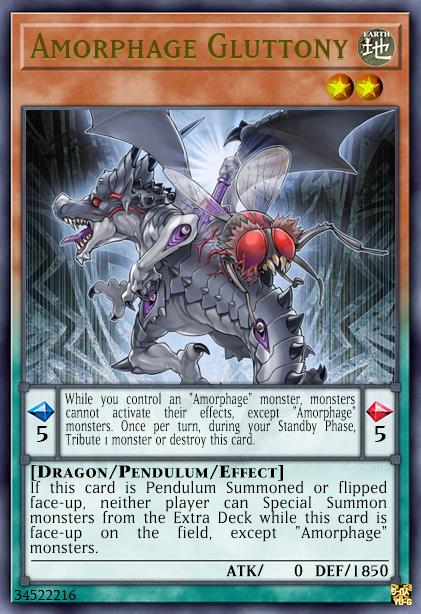 AMORPHAGE GLUTTONY
EARTH
地
While you control an "Amorphage" monster, monsters
cannot activate their effects, except "Amorphage"
monsters. Once per turn, during your Standby Phase,
Tribute 1 monster or destroy this card.
5
5
[DRAGON/PENDULUM/EFFECT]
If this card is Pendulum Summoned or flipped
face-up, neither player can Special Summon
monsters from the Extra Deck while this card is
face-up on the field, except "Amorphage"
monsters.
ATK/ 0 DEF/1850
34522216